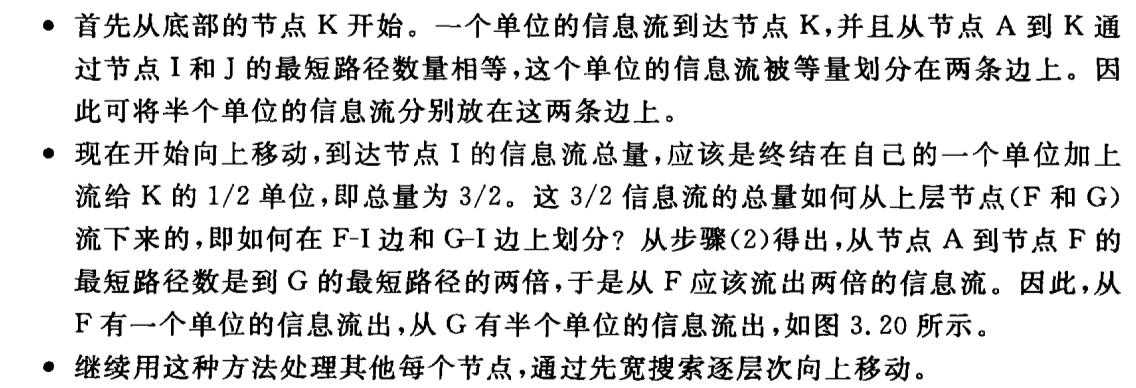 • 首先从底部的节点 K 开始。一个单位的信息流到达节点 K,并且从节点 A 到 K 通
过节点 I 和 J 的最短路径数量相等,这个单位的信息流被等量划分在两条边上。因
此可将半个单位的信息流分别放在这两条边上。
• 现在开始向上移动,到达节点 I 的信息流总量,应该是终结在自己的一个单位加上
流给 K 的 1/2 单位,即总量为 3/2。这 3/2 信息流的总量如何从上层节点(F 和 G)
流下来的,即如何在 F-I 边和 G-I 边上划分? 从步骤(2)得出,从节点 A 到节点 F 的
最短路径数是到 G 的最短路径的两倍,于是从 F 应该流出两倍的信息流。因此,从
F 有一个单位的信息流出,从 G 有半个单位的信息流出,如图 3.20 所示。
• 继续用这种方法处理其他每个节点,通过先宽搜索逐层次向上移动。